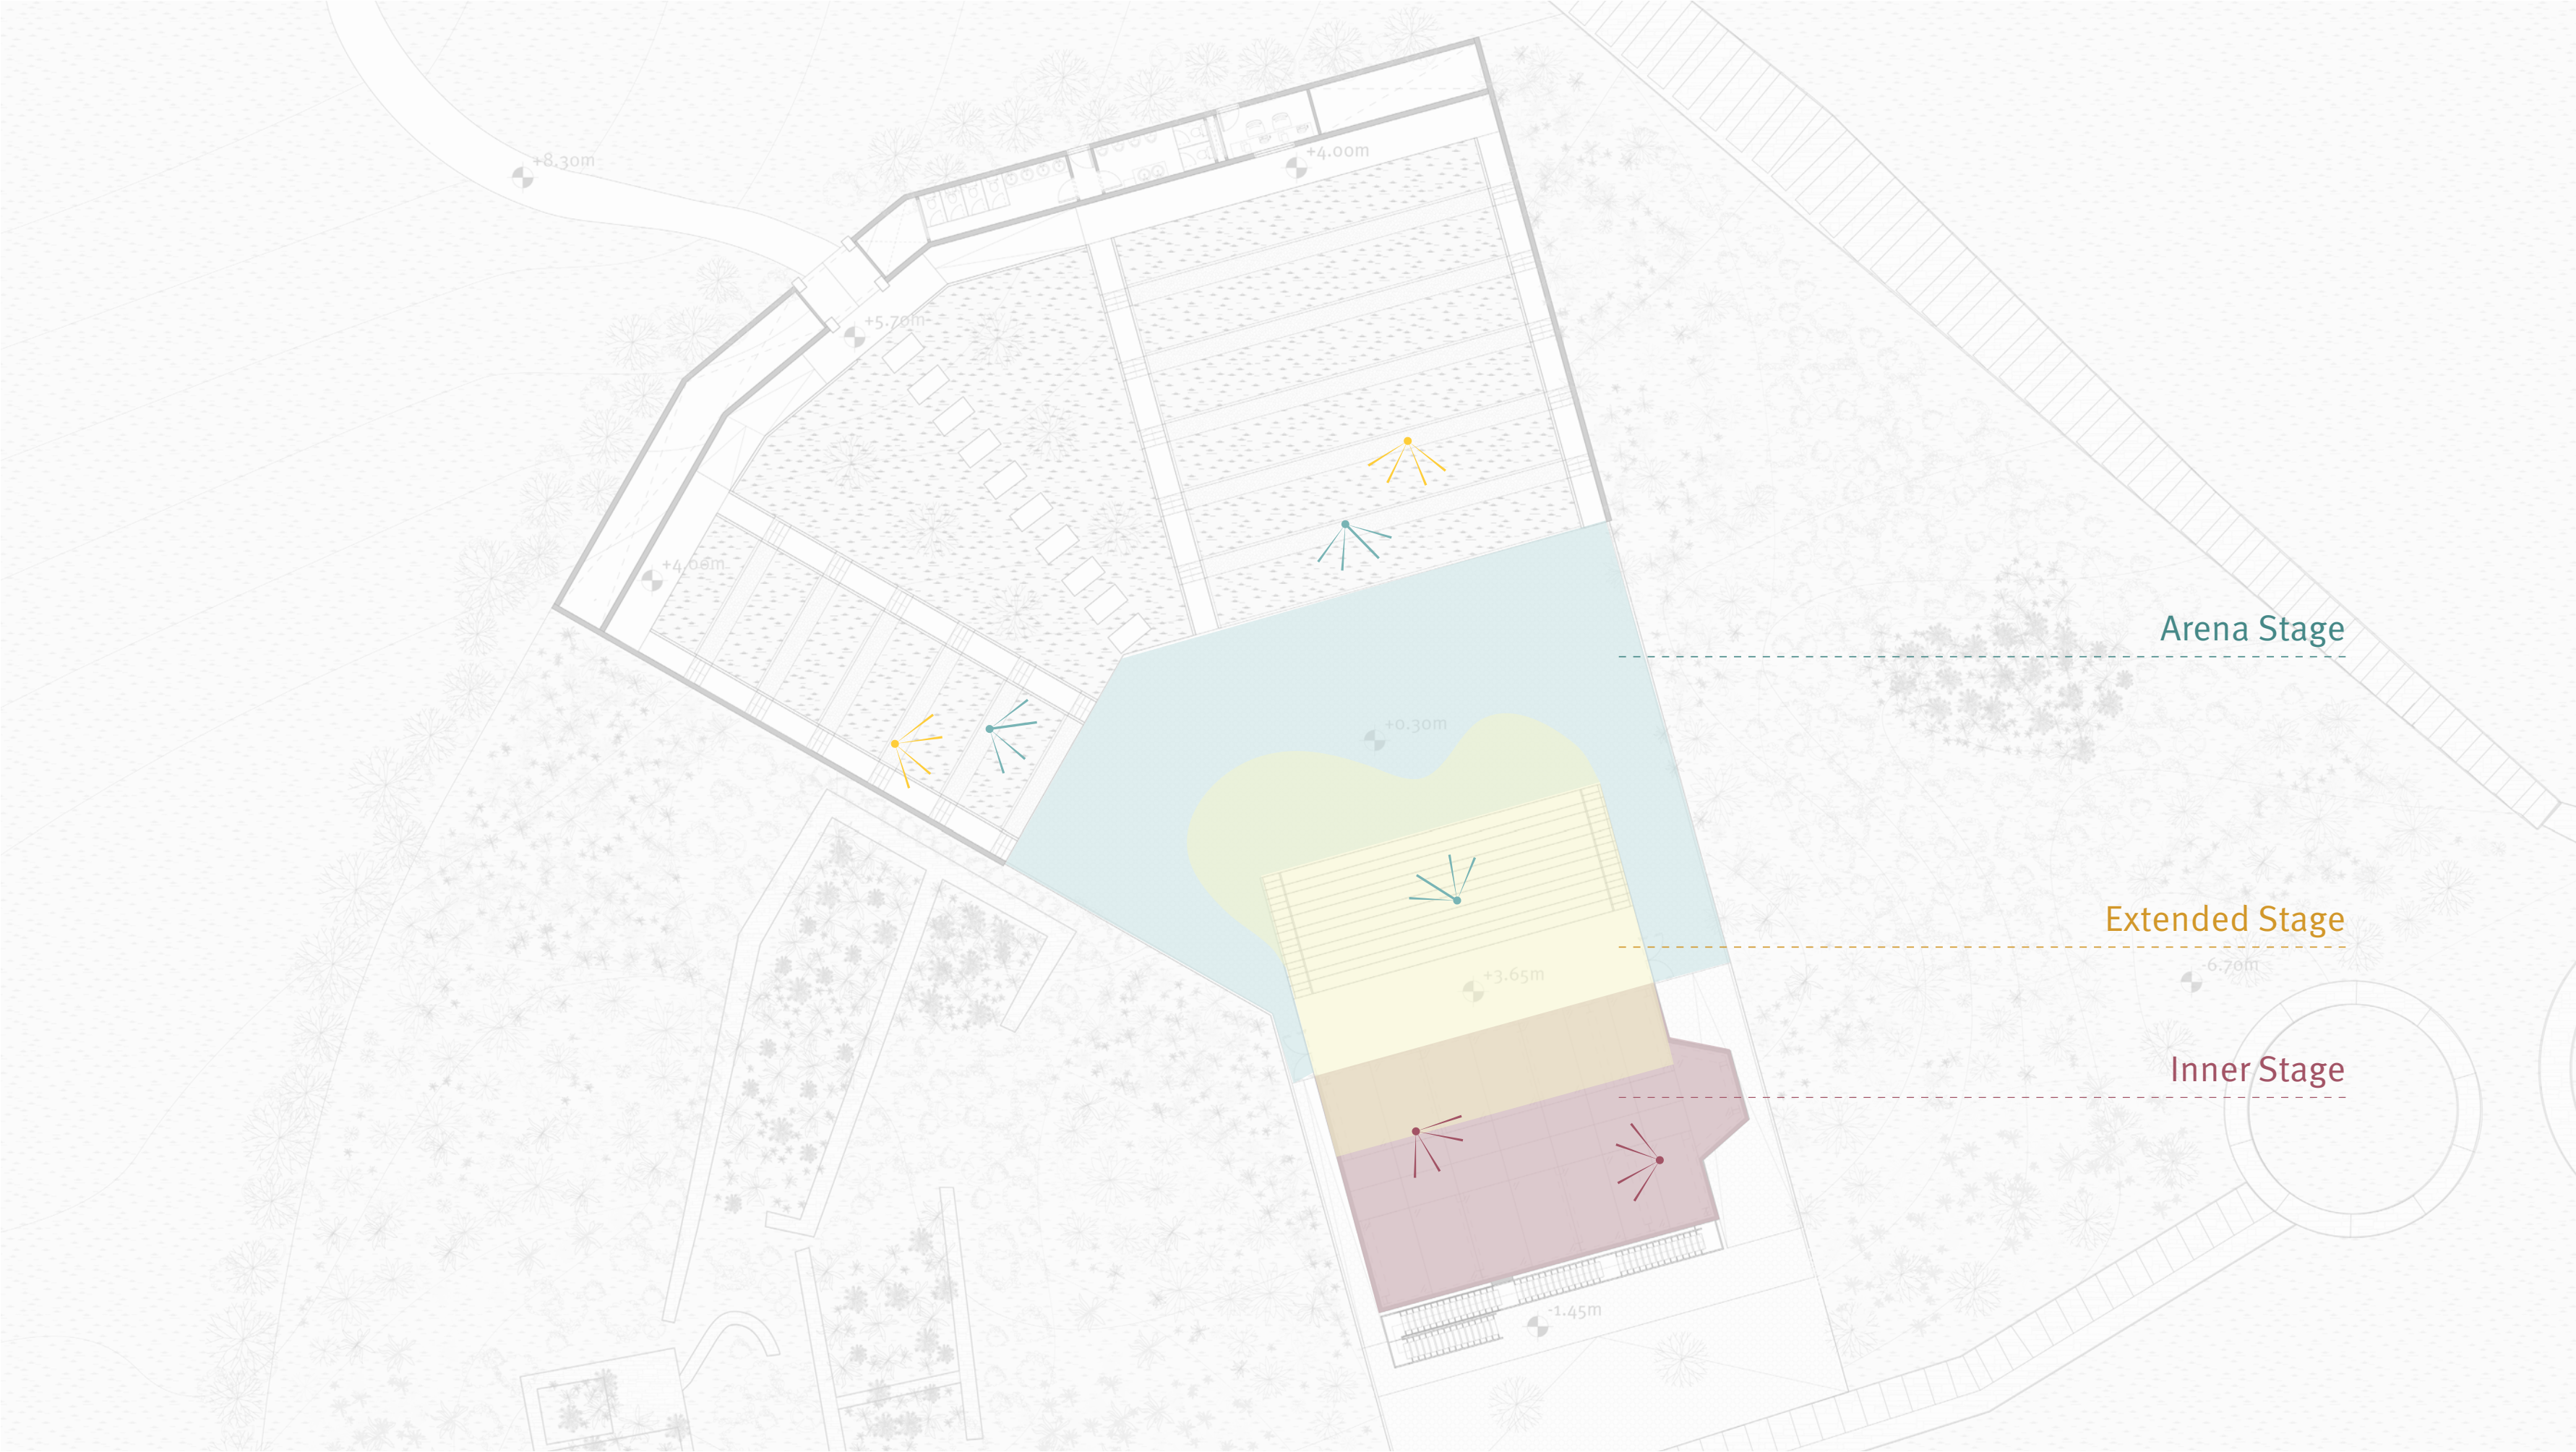 +8.30m
+4.00m
+5.70m
+4.00m
Arena Stage
+0.30m
Extended Stage
+3.65m
-6.70m
Inner Stage
-1.45m